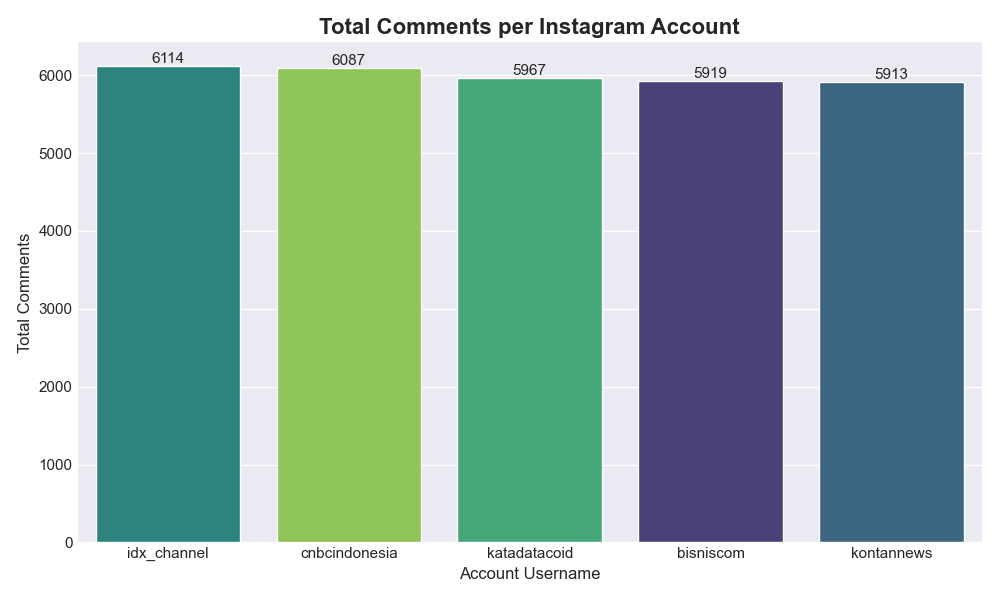 Total Comments per Instagram Account
6114
6087
5967
5919
5913
6000
5000
4000
3000
2000
1000
0
Total Comments
idx_channel
cnbcindonesia
katadatacoid
bisniscom
kontannews
Account Username